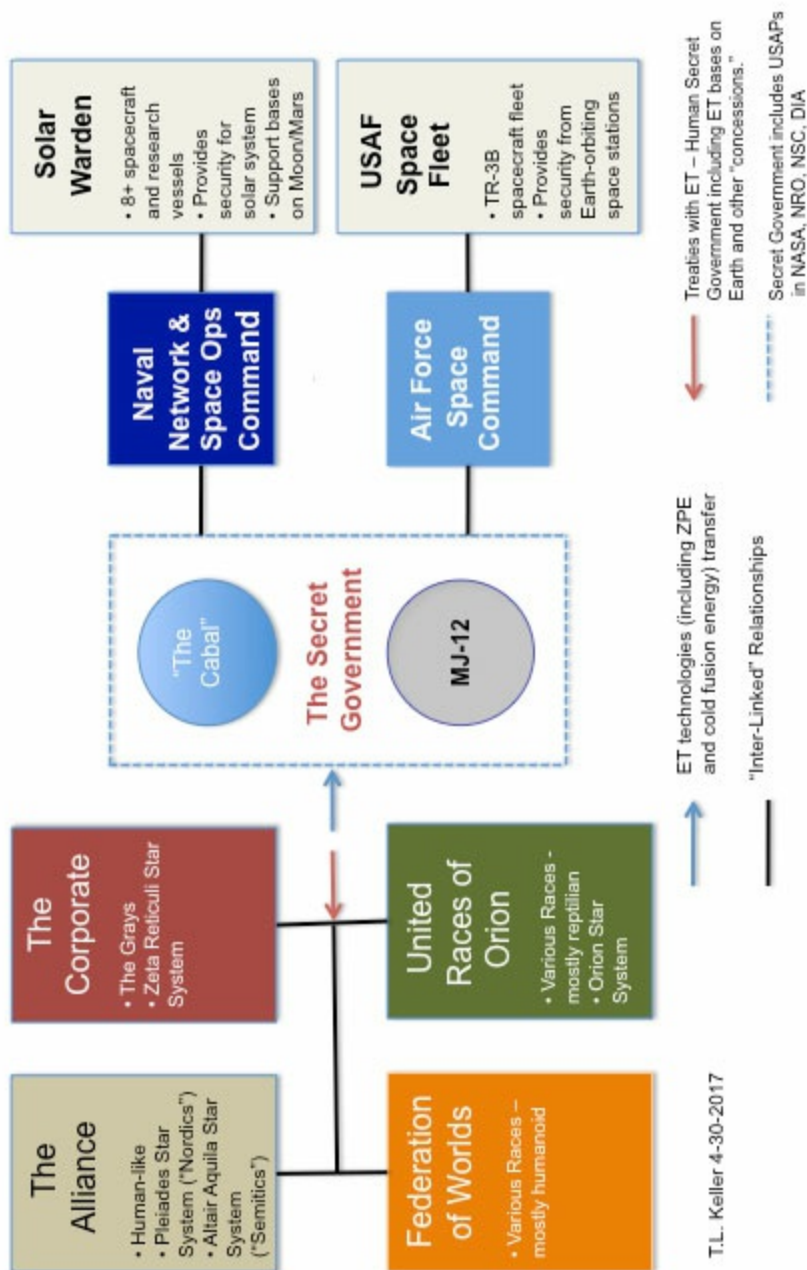 The
Alliance
• Human-like
• Pleiades Star
System ("Nordics")
• Altair Aquila Star
System
("Semitics")
The
Corporate
• The Grays
• Zeta Reticuli Star
System
"The
Cabal"
The Secret
Government
MJ-12
Naval
Network &
Space Ops
Command
Solar
Warden
• 8+ spacecraft
and research
vessels
• Provides
security for
solar system
• Support bases
on Moon/Mars
Federation
of Worlds
• Various Races –
mostly humanoid
United
Races of
Orion
• Various Races -
mostly reptilian
• Orion Star
System
Air Force
Space
Command
USAF
Space
Fleet
• TR-3B
spacecraft fleet
• Provides
security from
Earth-orbiting
space stations
T.L. Keller 4-30-2017
ET technologies (including ZPE
and cold fusion energy) transfer
"Inter-Linked" Relationships
Treaties with ET – Human Secret
Government including ET bases on
Earth and other "concessions."
Secret Government includes USAPs
in NASA, NRO, NSC, DIA